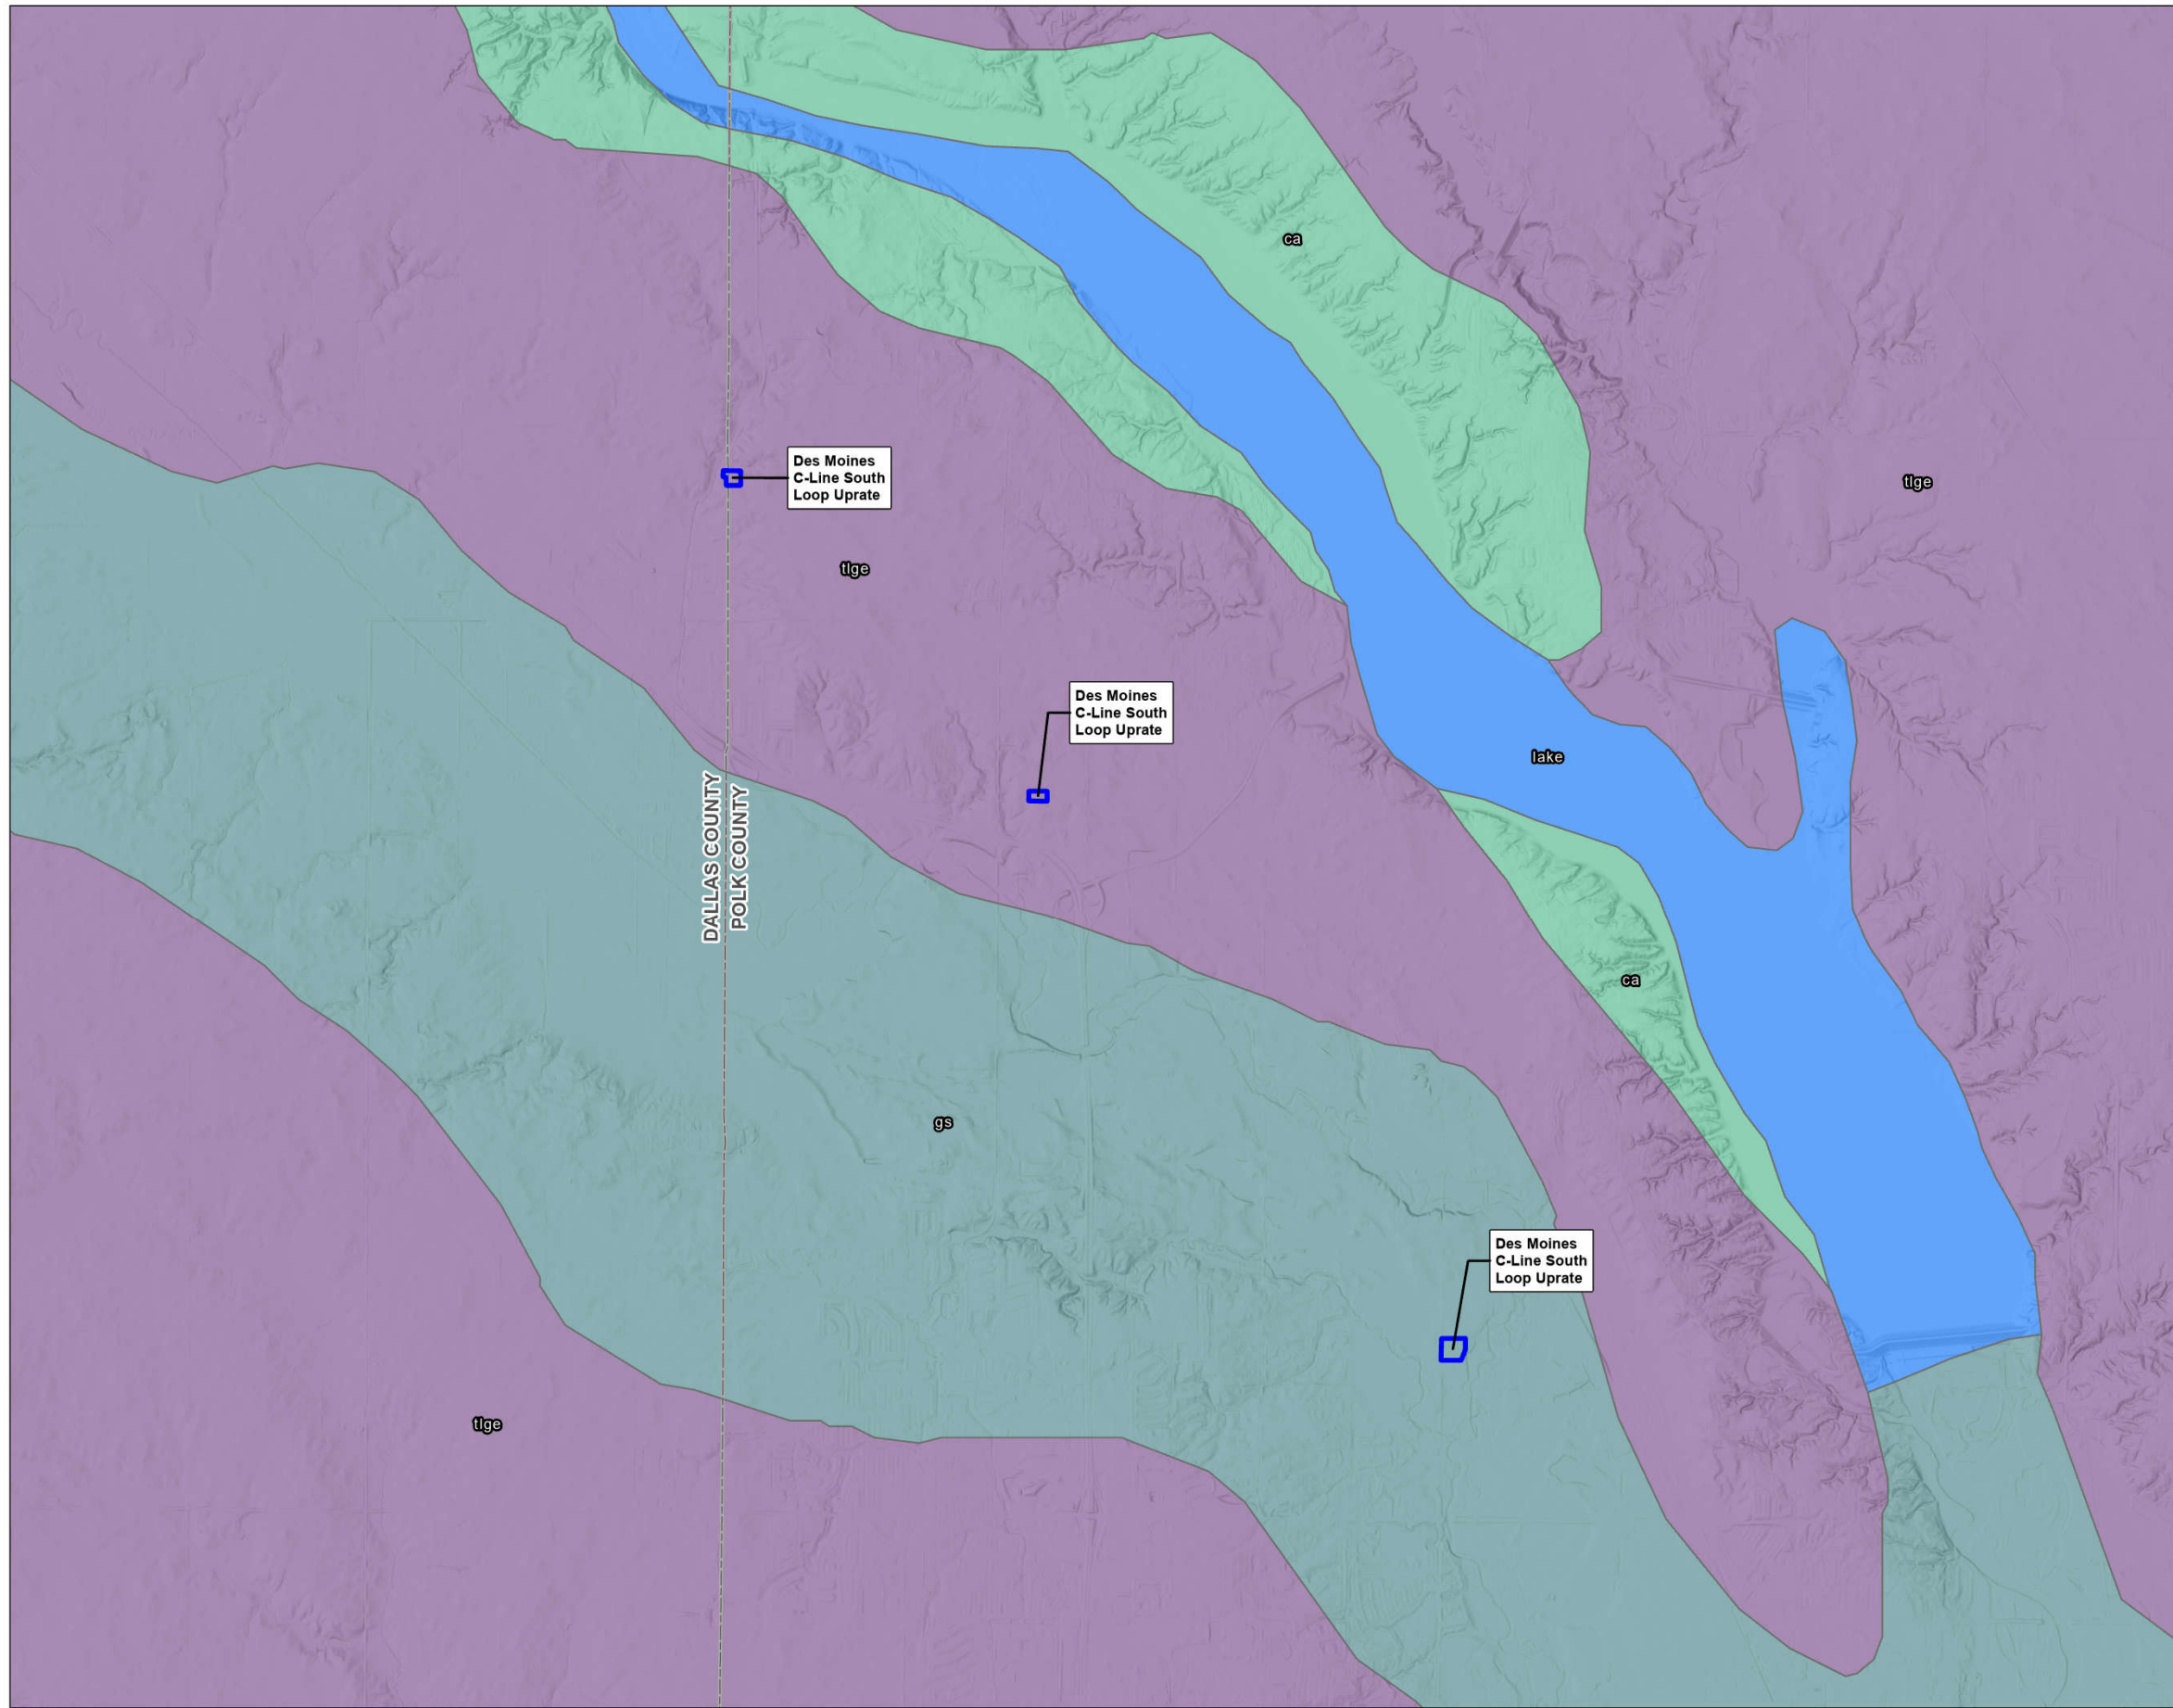 ca
Des Moines
C-Line South
Loop Uprate
tlge
tlge
Des Moines
C-Line South
Loop Uprate
lake
DALLAS COUNTY
POLK COUNTY
ca
gs
Des Moines
C-Line South
Loop Uprate
tlge